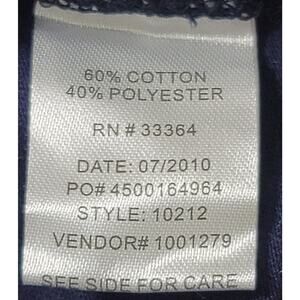 60% COTTON
40% POLYESTER
RN # 33364
DATE: 07/2010
PO# 4500164964
STYLE: 10212
VENDOR# 1001279
SEE SIDE FOR CARE